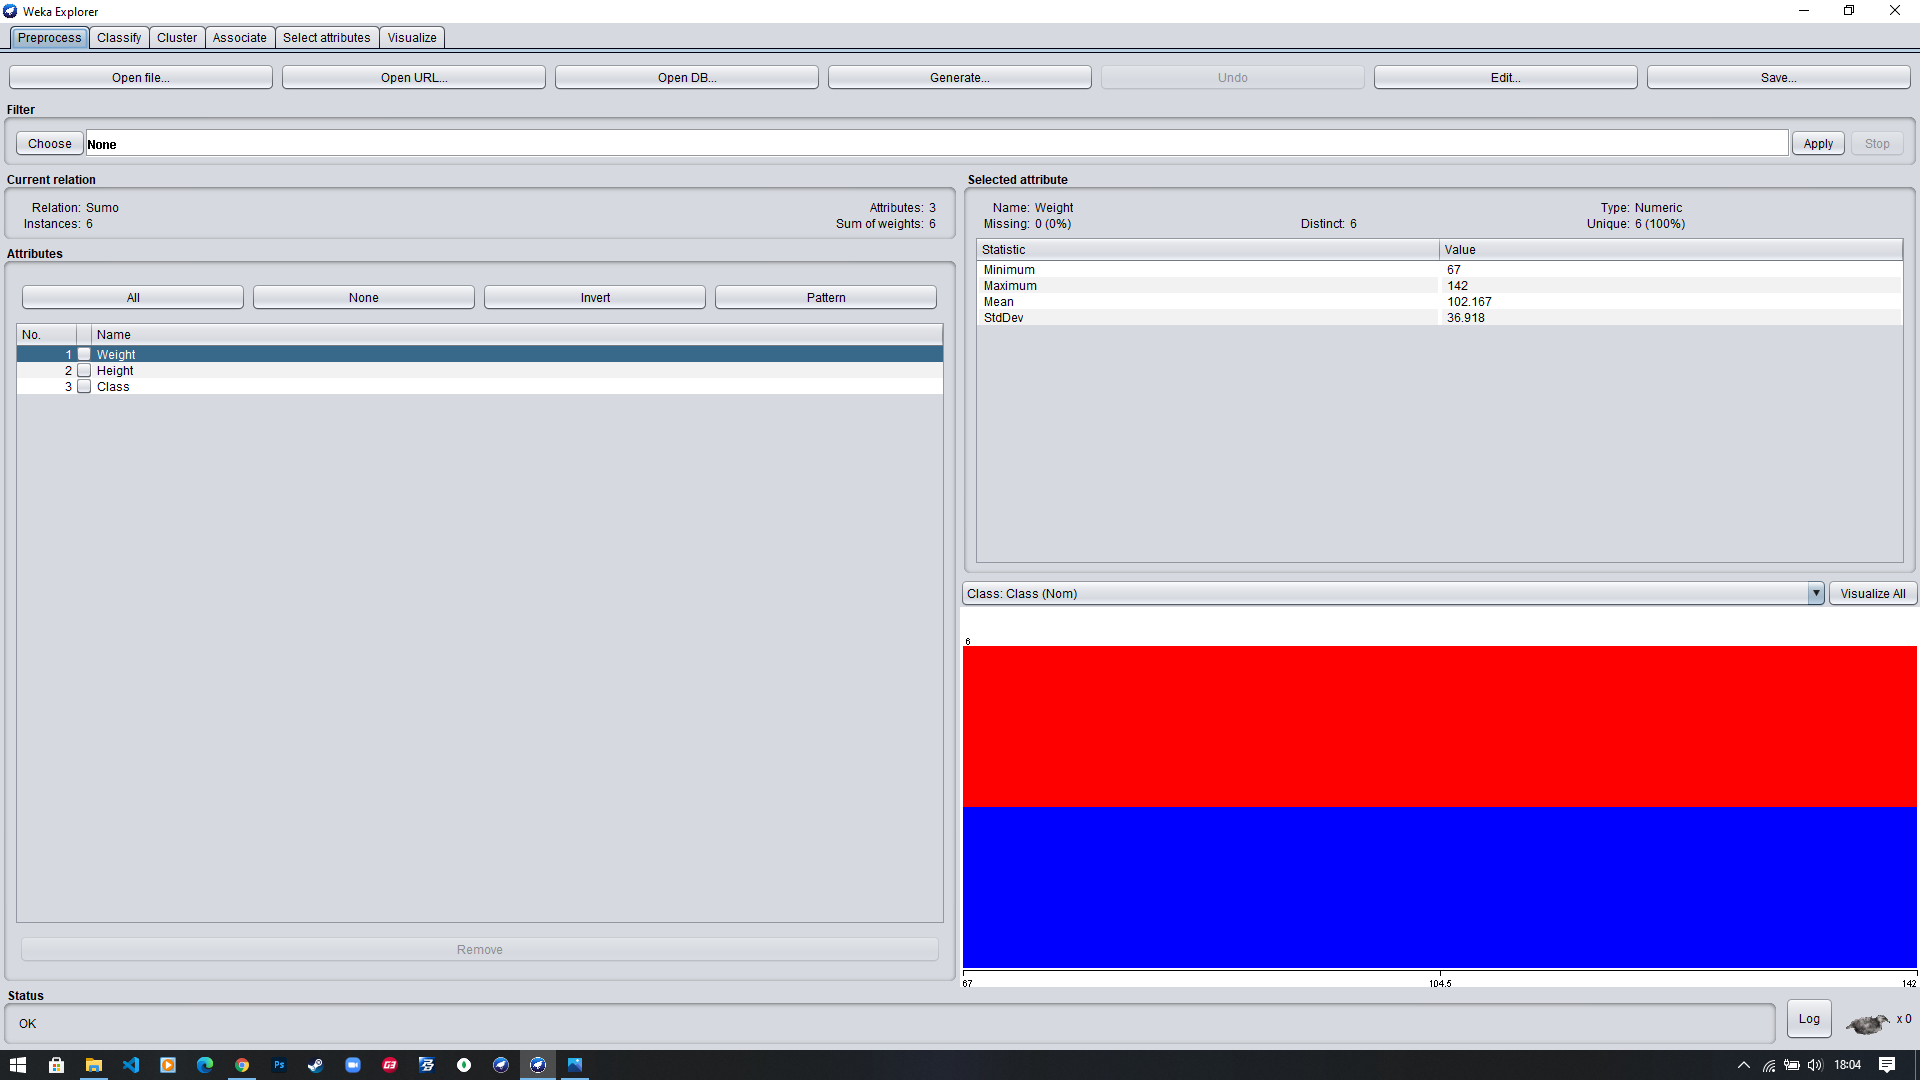 Weka Explorer
Preprocess Classify Cluster Associate Select attributes Visualize
Open file... Open URL... Open DB... Generate... Undo Edit... Save...
Filter
Choose None Apply Stop
Current relation
Relation: Sumo Attributes: 3
Instances: 6 Sum of weights: 6
Attributes
All None Invert Pattern
No. Name
1 Weight
2 Height
3 Class
Remove
Selected attribute
Name: Weight Type: Numeric
Missing: 0 (0%) Distinct: 6 Unique: 6 (100%)
Statistic Value
Minimum 67
Maximum 142
Mean 102.167
StdDev 36.918
Class: Class (Nom) Visualize All
6
67 104.5 142
Status
OK Log x 0
Ps G3 18:04